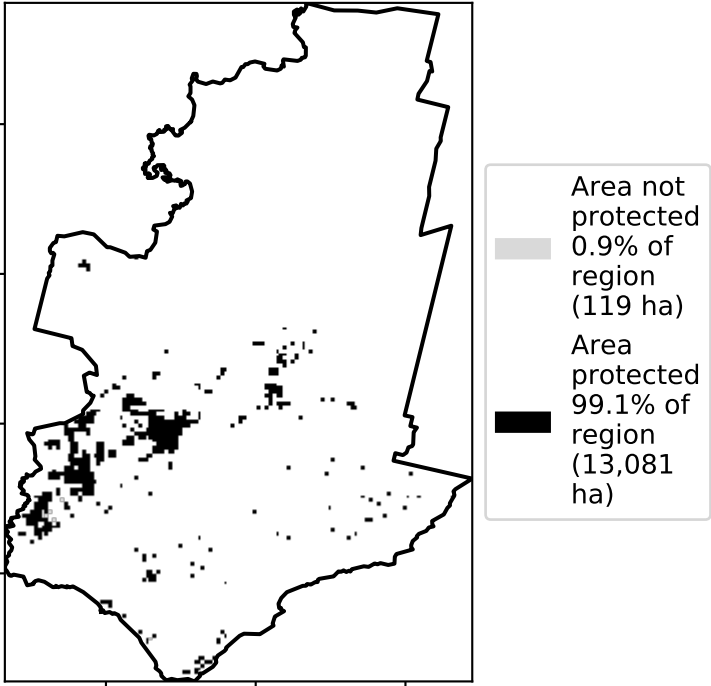 Area not
protected
0.9% of
region
(119 ha)
Area
protected
99.1% of
region
(13,081
ha)